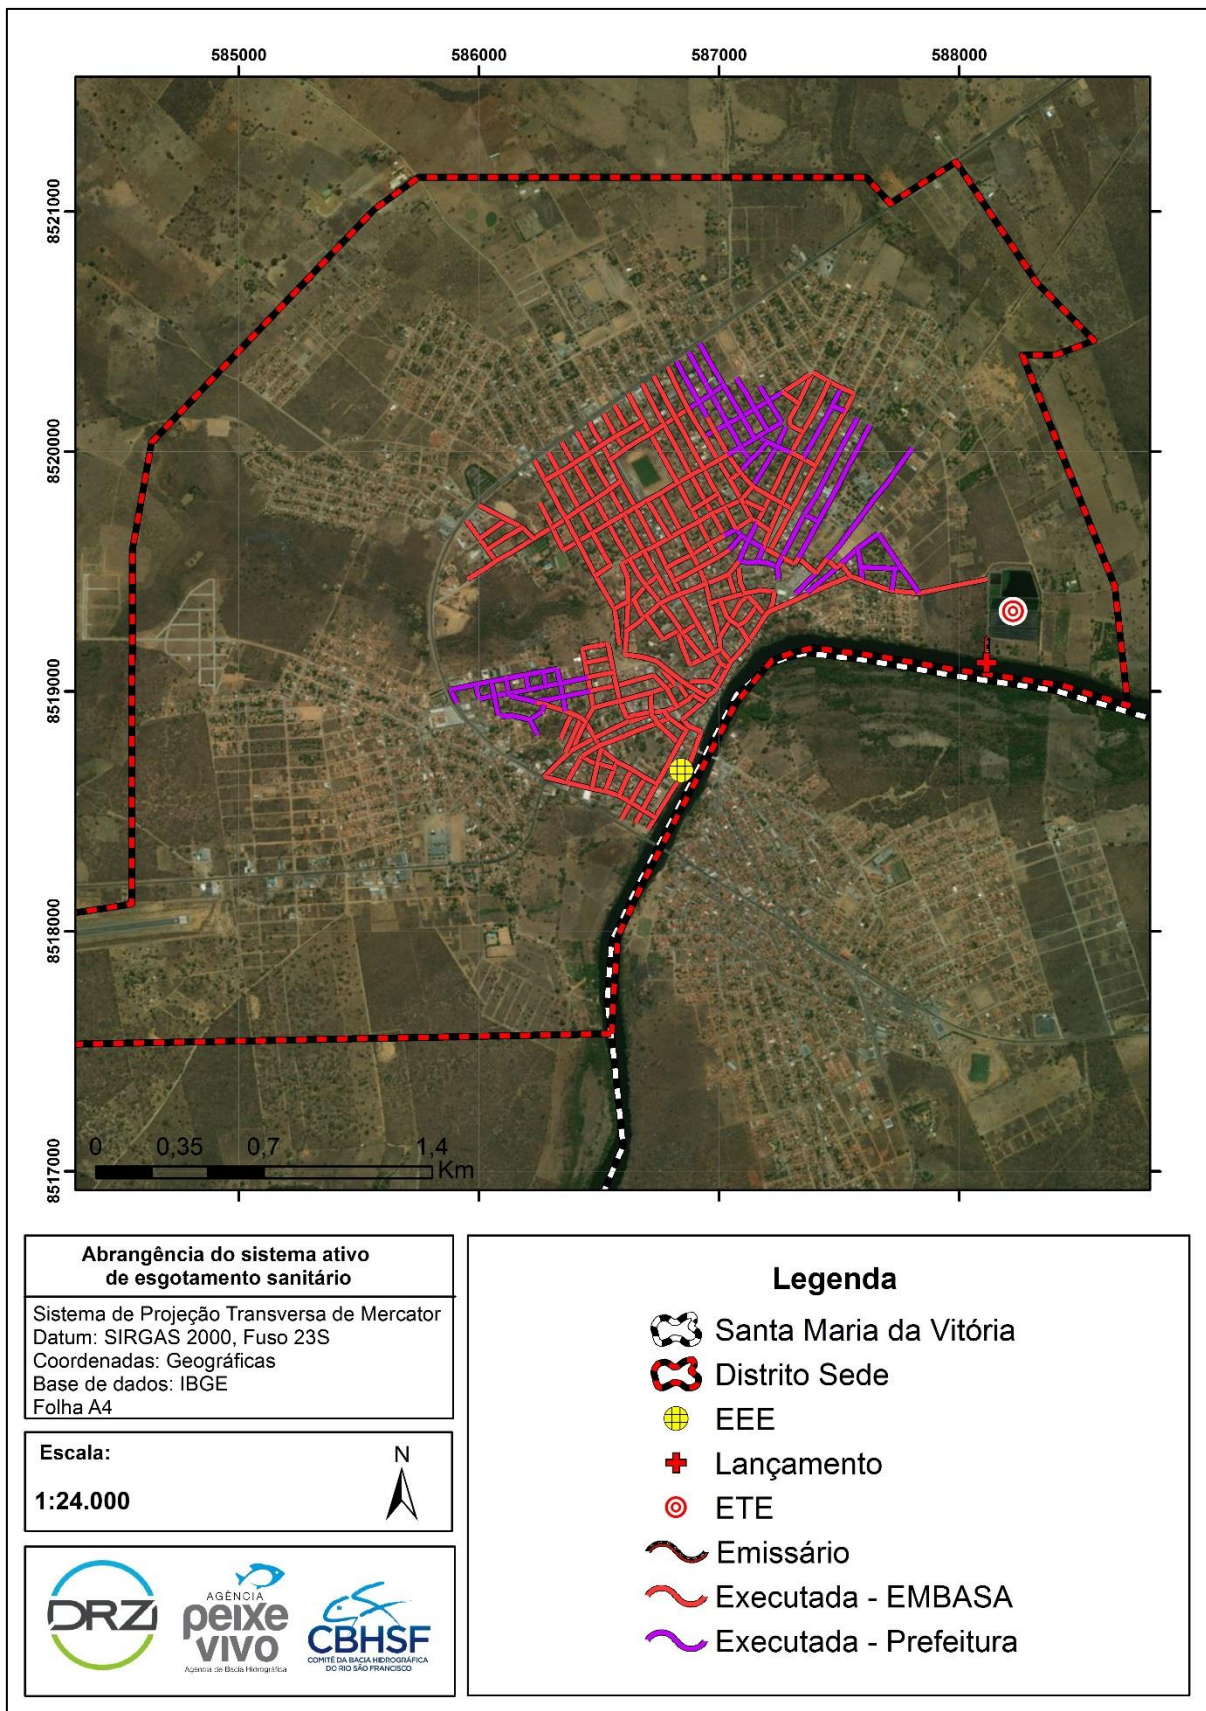 585000
586000
587000
588000
8521000
8520000
8519000
8518000
8517000
0
0,35
0,7
1,4
Km
Abrangência do sistema ativo
de esgotamento sanitário
Sistema de Projeção Transversa de Mercator
Datum: SIRGAS 2000, Fuso 23S
Coordenadas: Geográficas
Base de dados: IBGE
Folha A4
Escala:
1:24.000
N
DRZ
AGÊNCIA
peixe
vivo
Agência de Bacia Hidrográfica
CBHSF
COMITÊ DA BACIA HIDROGRÁFICA
DO RIO SÃO FRANCISCO
Legenda
Santa Maria da Vitória
Distrito Sede
EEE
Lançamento
ETE
Emissário
Executada - EMBASA
Executada - Prefeitura